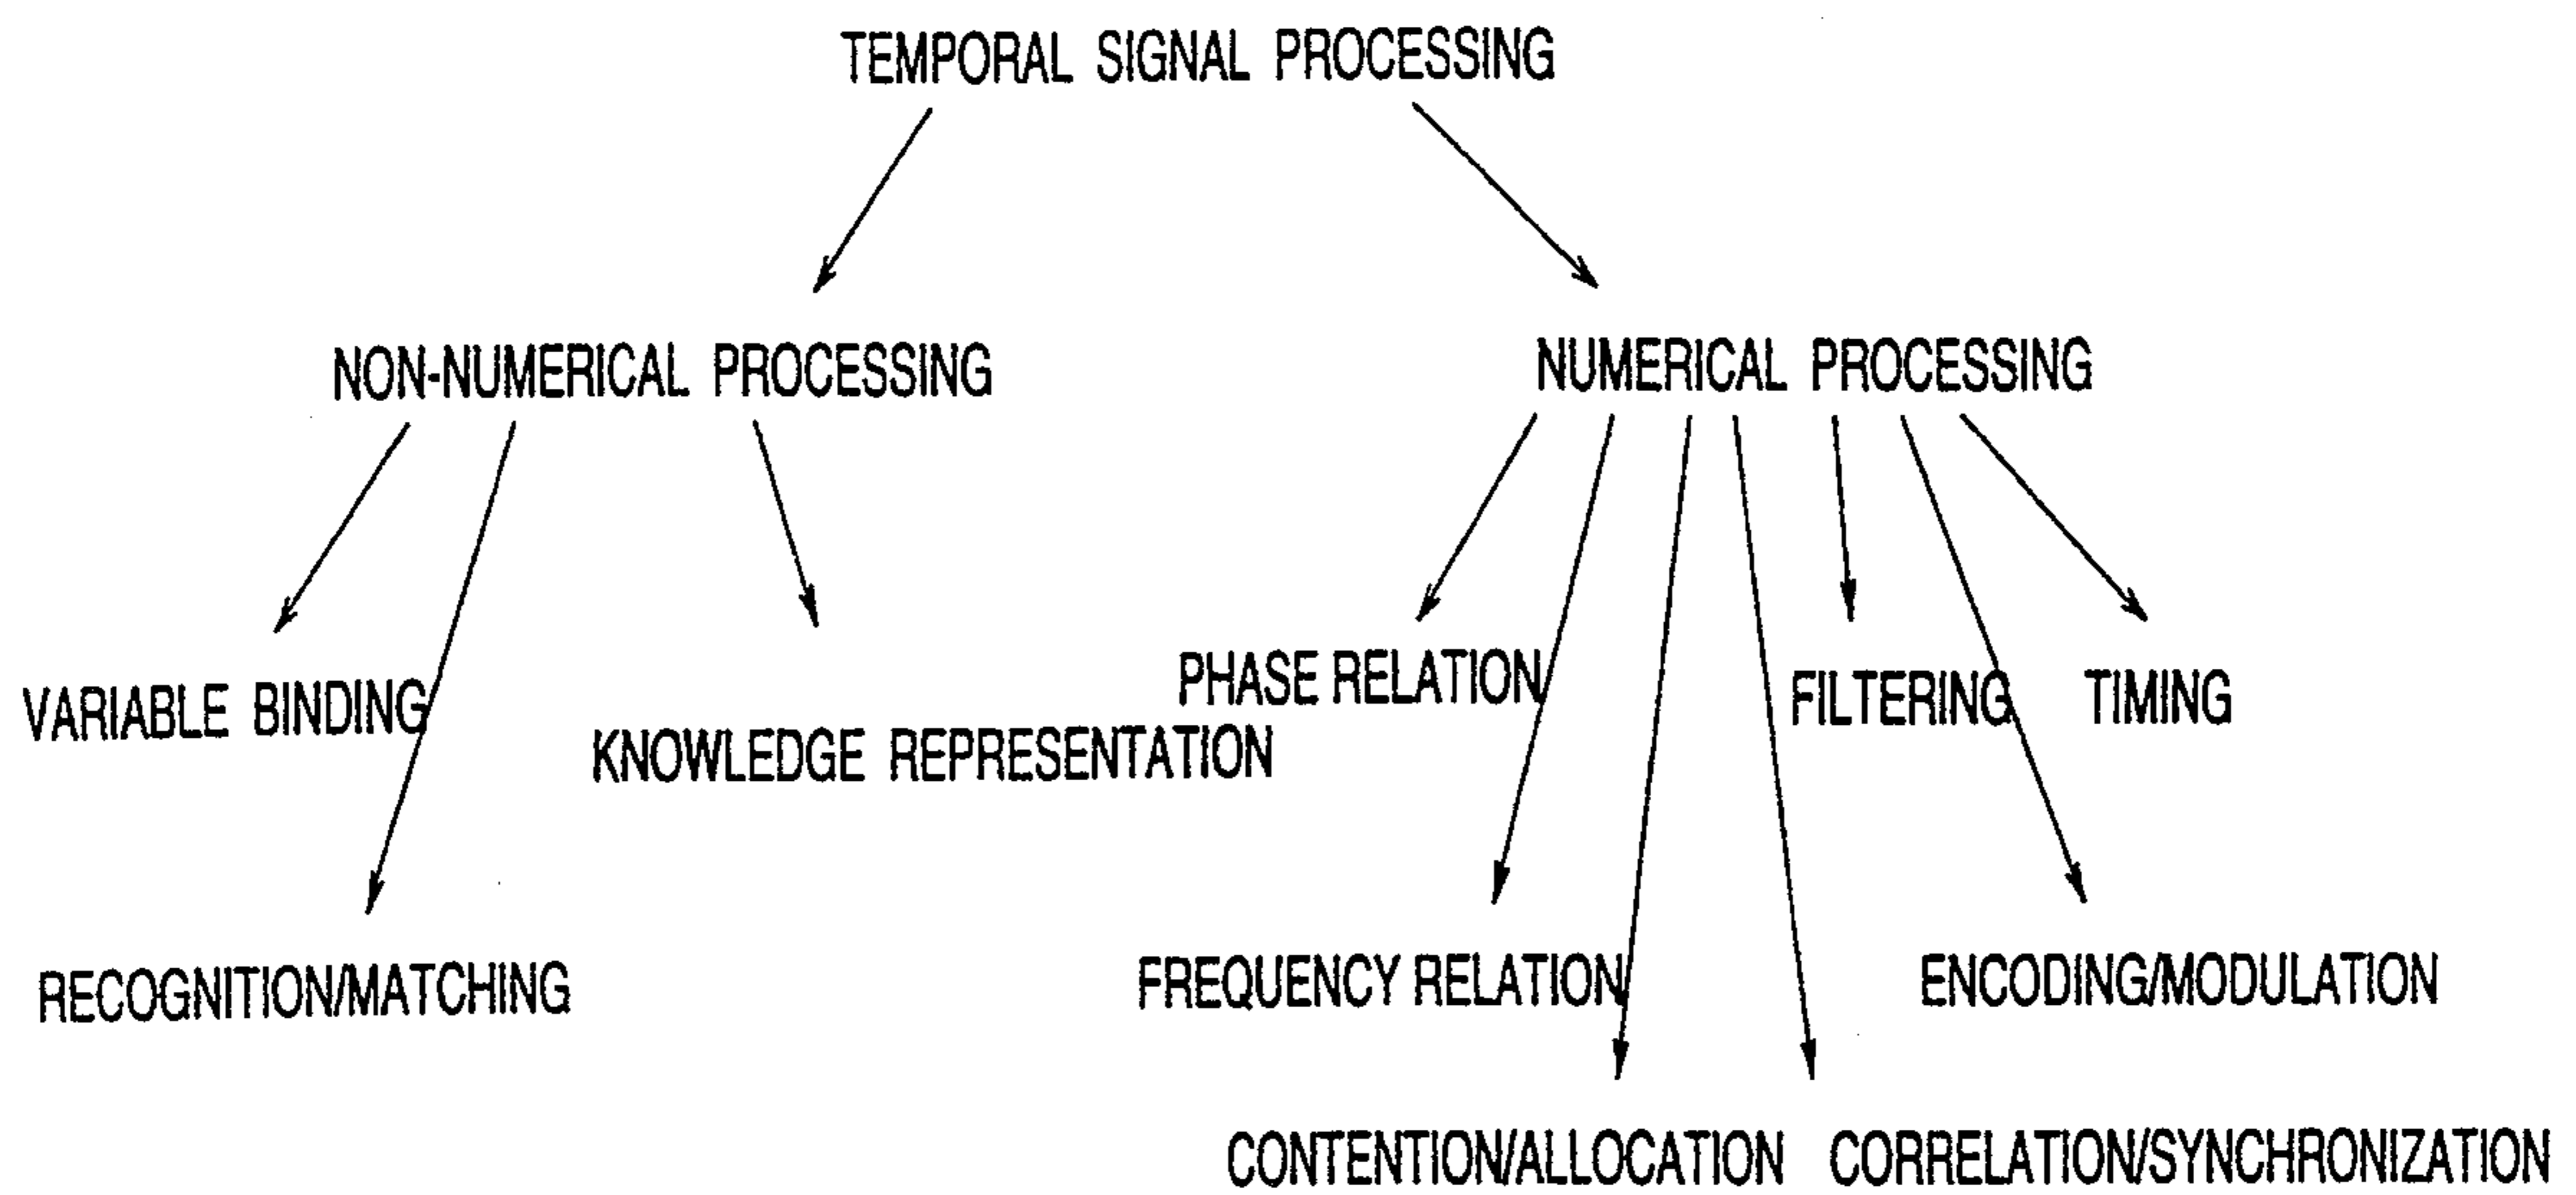 TEMPORAL SIGNAL PROCESSING
NON-NUMERICAL PROCESSING
NUMERICAL PROCESSING
VARIABLE BINDING
KNOWLEDGE REPRESENTATION
PHASE RELATION
FILTERING
TIMING
RECOGNITION/MATCHING
FREQUENCY RELATION
ENCODING/MODULATION
CONTENTION/ALLOCATION
CORRELATION/SYNCHRONIZATION